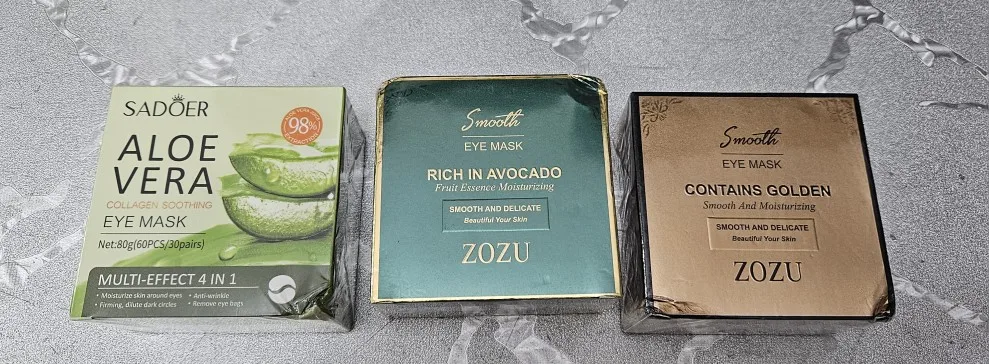 SADOER
ALOE
VERA
COLLAGEN SOOTHING
EYE MASK
Net:80g(60PCS/30pairs)
MULTI-EFFECT 4 IN 1
• Moisturize skin around eyes • Anti-wrinkle
• Firming, dilute dark circles • Remove eye bags
98%
Smooth
EYE MASK
RICH IN AVOCADO
Fruit Essence Moisturizing
SMOOTH AND DELICATE
Beautiful Your Skin
ZOZU
Smooth
EYE MASK
CONTAINS GOLDEN
Smooth And Moisturizing
SMOOTH AND DELICATE
Beautiful Your Skin
ZOZU